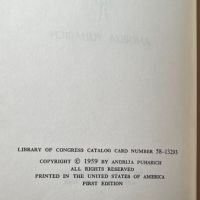 LIBRARY OF CONGRESS CATALOG CARD NUMBER 58-13293
COPYRIGHT © 1959 BY ANDRIJA PUHARICH
ALL RIGHTS RESERVED
PRINTED IN THE UNITED STATES OF AMERICA
FIRST EDITION